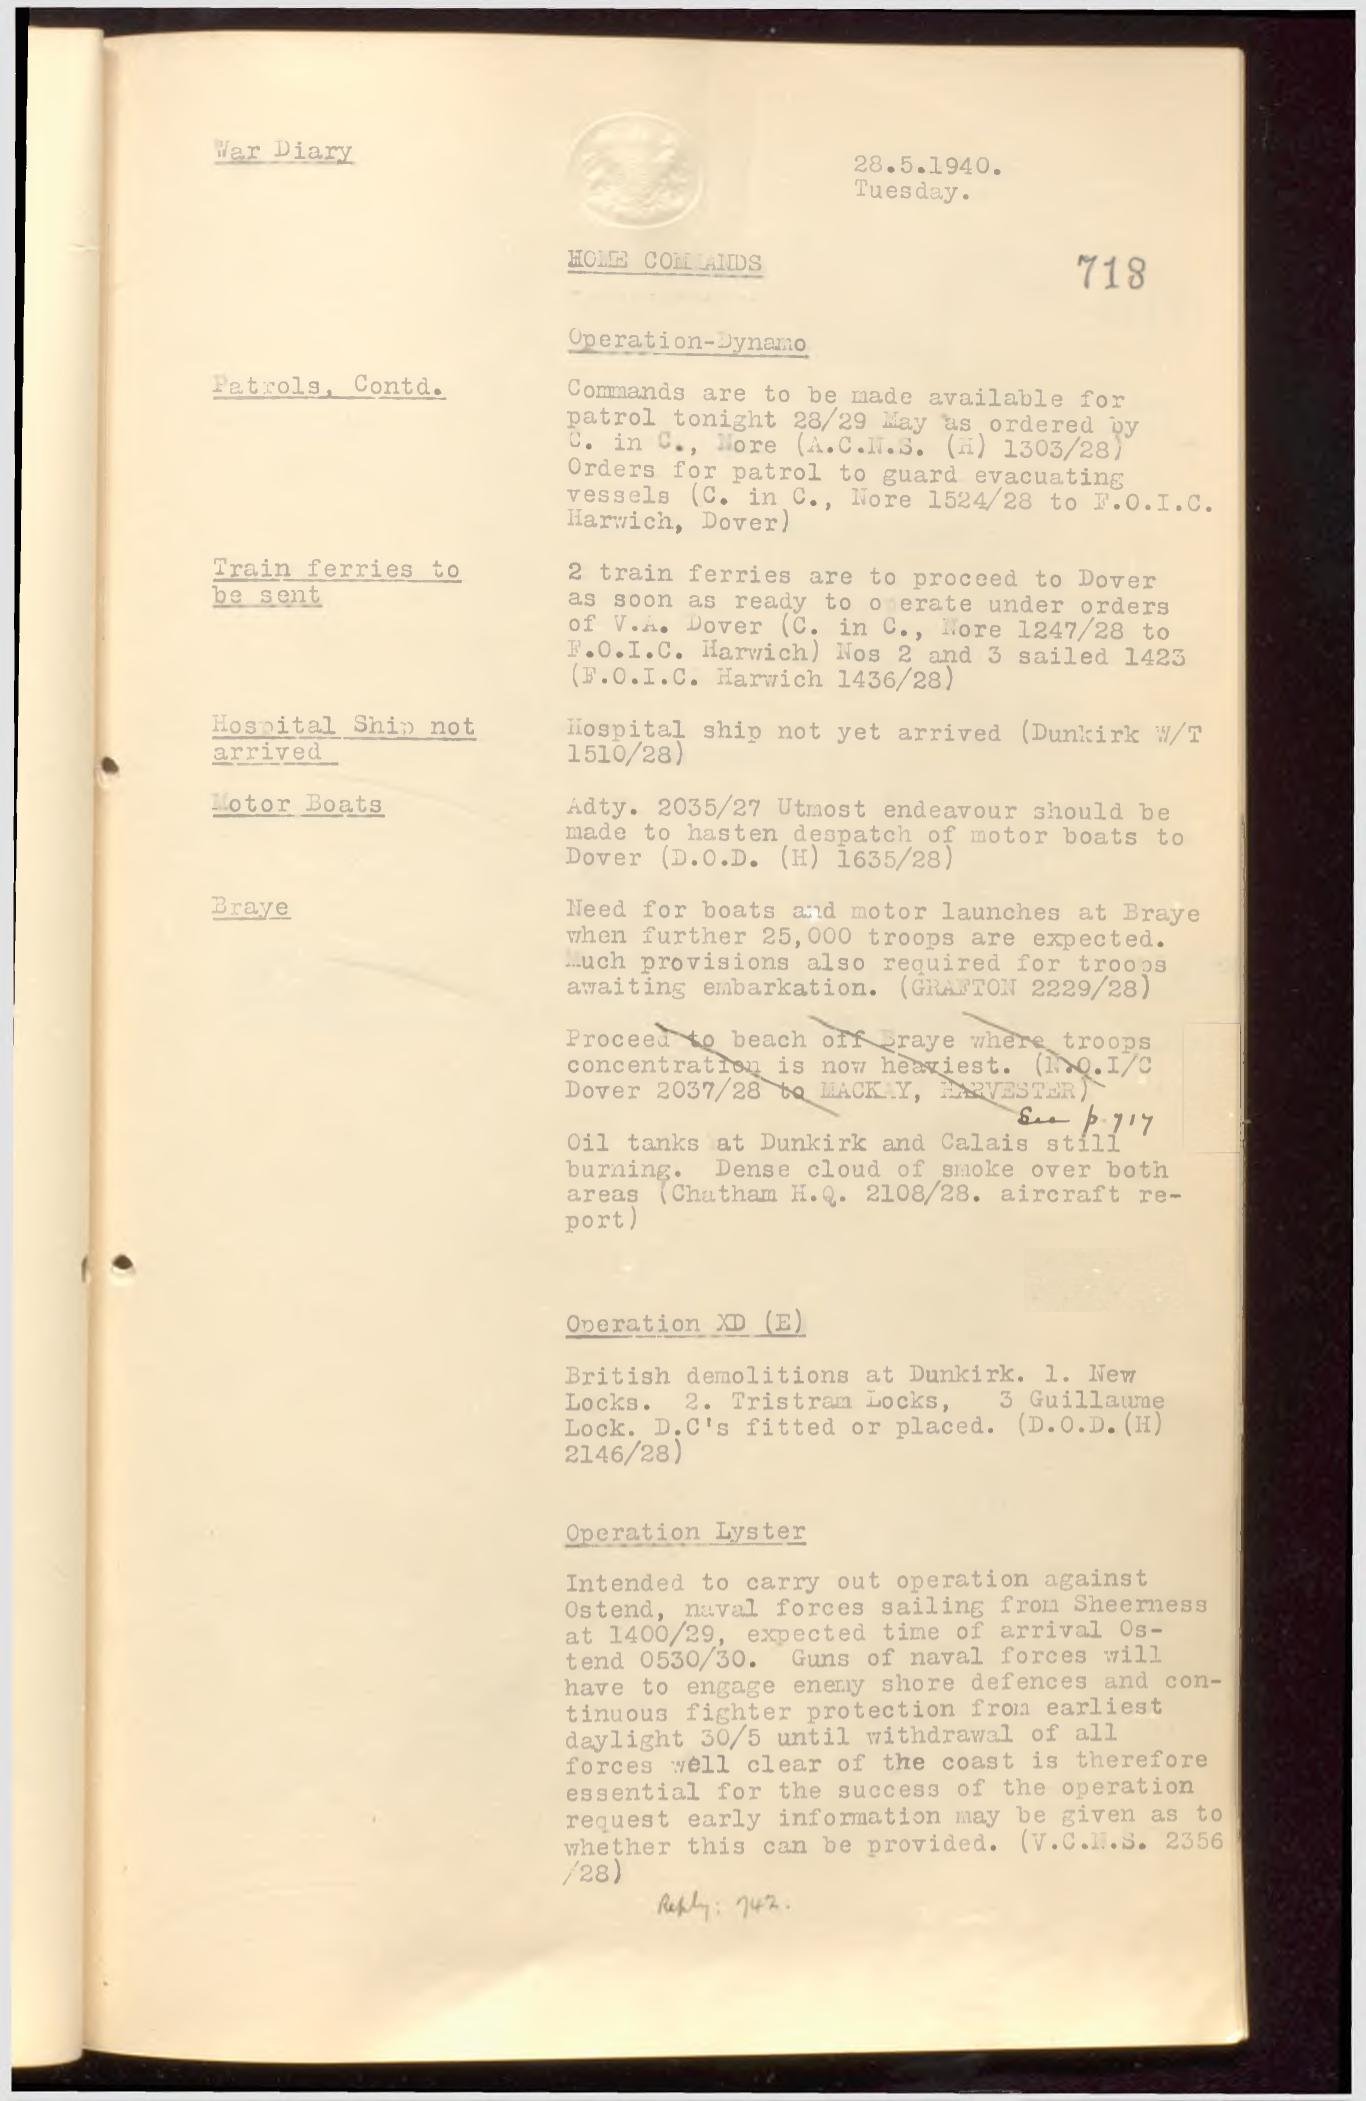 War Diary
28.5.1940.
Tuesday.
HOME COMMANDS
718
Operation-Dynamo
Patrols, Contd.
Commands are to be made available for
patrol tonight 28/29 May as ordered by
C. in C., Nore (A.C.N.S. (H) 1303/28)
Orders for patrol to guard evacuating
vessels (C. in C., Nore 1524/28 to F.O.I.C.
Harwich, Dover)
Train ferries to
be sent
2 train ferries are to proceed to Dover
as soon as ready to o erate under orders
of V.A. Dover (C. in C., Nore 1247/28 to
F.O.I.C. Harwich) Nos 2 and 3 sailed 1423
(F.O.I.C. Harwich 1436/28)
Hospital Ship not
arrived
Hospital ship not yet arrived (Dunkirk W/T
1510/28)
Motor Boats
Adty. 2035/27 Utmost endeavour should be
made to hasten despatch of motor boats to
Dover (D.O.D. (H) 1635/28)
Braye
Need for boats and motor launches at Braye
when further 25,000 troops are expected.
Much provisions also required for troops
awaiting embarkation. (GRAFTON 2229/28)
Proceed to beach off Braye where troops
concentration is now heaviest. (N.O.I/C
Dover 2037/28 to MACKAY, HARVESTER)
See p. 717
Oil tanks at Dunkirk and Calais still
burning. Dense cloud of smoke over both
areas (Chatham H.Q. 2108/28. aircraft re-
port)
Operation XD (E)
British demolitions at Dunkirk. 1. New
Locks. 2. Tristram Locks, 3 Guillaume
Lock. D.C's fitted or placed. (D.O.D.(H)
2146/28)
Operation Lyster
Intended to carry out operation against
Ostend, naval forces sailing from Sheerness
at 1400/29, expected time of arrival Os-
tend 0530/30. Guns of naval forces will
have to engage enemy shore defences and con-
tinuous fighter protection from earliest
daylight 30/5 until withdrawal of all
forces well clear of the coast is therefore
essential for the success of the operation
request early information may be given as to
whether this can be provided. (V.C.N.S. 2356
/28)
Reply: 742.